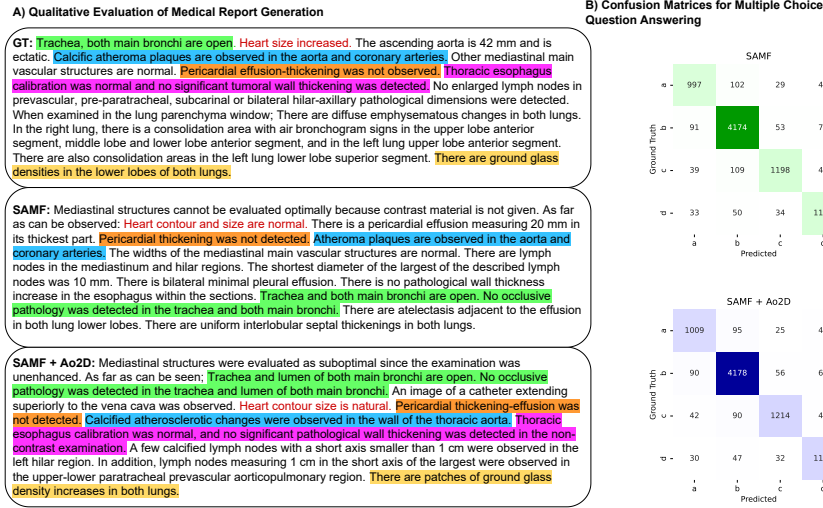 A) Qualitative Evaluation of Medical Report Generation
GT: Trachea, both main bronchi are open. Heart size increased. The ascending aorta is 42 mm and is
ectatic. Calcific atheroma plaques are observed in the aorta and coronary arteries. Other mediastinal main
vascular structures are normal. Pericardial effusion-thickening was not observed. Thoracic esophagus
calibration was normal and no significant tumoral wall thickening was detected. No enlarged lymph nodes in
prevascular, pre-paratracheal, subcarinal or bilateral hilar-axillary pathological dimensions were detected.
When examined in the lung parenchyma window; There are diffuse emphysematous changes in both lungs.
In the right lung, there is a consolidation area with air bronchogram signs in the upper lobe anterior
segment, middle lobe and lower lobe anterior segment, and in the left lung upper lobe anterior segment.
There are also consolidation areas in the left lung lower lobe superior segment. There are ground glass
densities in the lower lobes of both lungs.
SAMF: Mediastinal structures cannot be evaluated optimally because contrast material is not given. As far
as can be observed: Heart contour and size are normal. There is a pericardial effusion measuring 20 mm in
its thickest part. Pericardial thickening was not detected. Atheroma plaques are observed in the aorta and
coronary arteries. The widths of the mediastinal main vascular structures are normal. There are lymph
nodes in the mediastinum and hilar regions. The shortest diameter of the largest of the described lymph
nodes was 10 mm. There is bilateral minimal pleural effusion. There is no pathological wall thickness
increase in the esophagus within the sections. Trachea and both main bronchi are open. No occlusive
pathology was detected in the trachea and both main bronchi. There are atelectasis adjacent to the effusion
in both lung lower lobes. There are uniform interlobular septal thickenings in both lungs.
SAMF + Ao2D: Mediastinal structures were evaluated as suboptimal since the examination was
unenhanced. As far as can be seen; Trachea and lumen of both main bronchi are open. No occlusive
pathology was detected in the trachea and lumen of both main bronchi. An image of a catheter extending
superiorly to the vena cava was observed. Heart contour size is natural. Pericardial thickening-effusion was
not detected. Calcified atherosclerotic changes were observed in the wall of the thoracic aorta. Thoracic
esophagus calibration was normal, and no significant pathological wall thickening was detected in the non-
contrast examination. A few calcified lymph nodes with a short axis smaller than 1 cm were observed in the
left hilar region. In addition, lymph nodes measuring 1 cm in the short axis of the largest were observed in
the upper-lower paratracheal prevascular aorticopulmonary region. There are patches of ground glass
density increases in both lungs.
B) Confusion Matrices for Multiple Choice
Question Answering
SAMF
Ground Truth
a 997 102 29 4
b 91 4174 53 7
c 39 109 1198 4
d 33 50 34 11
a b c
Predicted
SAMF + Ao2D
Ground Truth
a 1009 95 25 4
b 90 4178 56 6
c 42 90 1214 4
d 30 47 32 11
a b c
Predicted